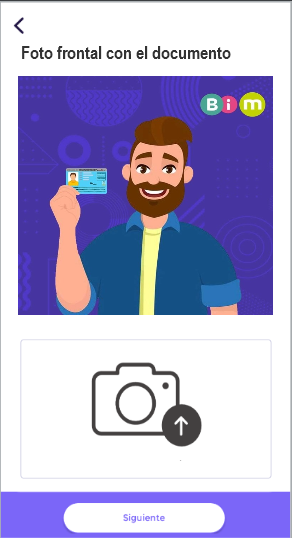 Foto frontal con el documento
Bim
Siguiente